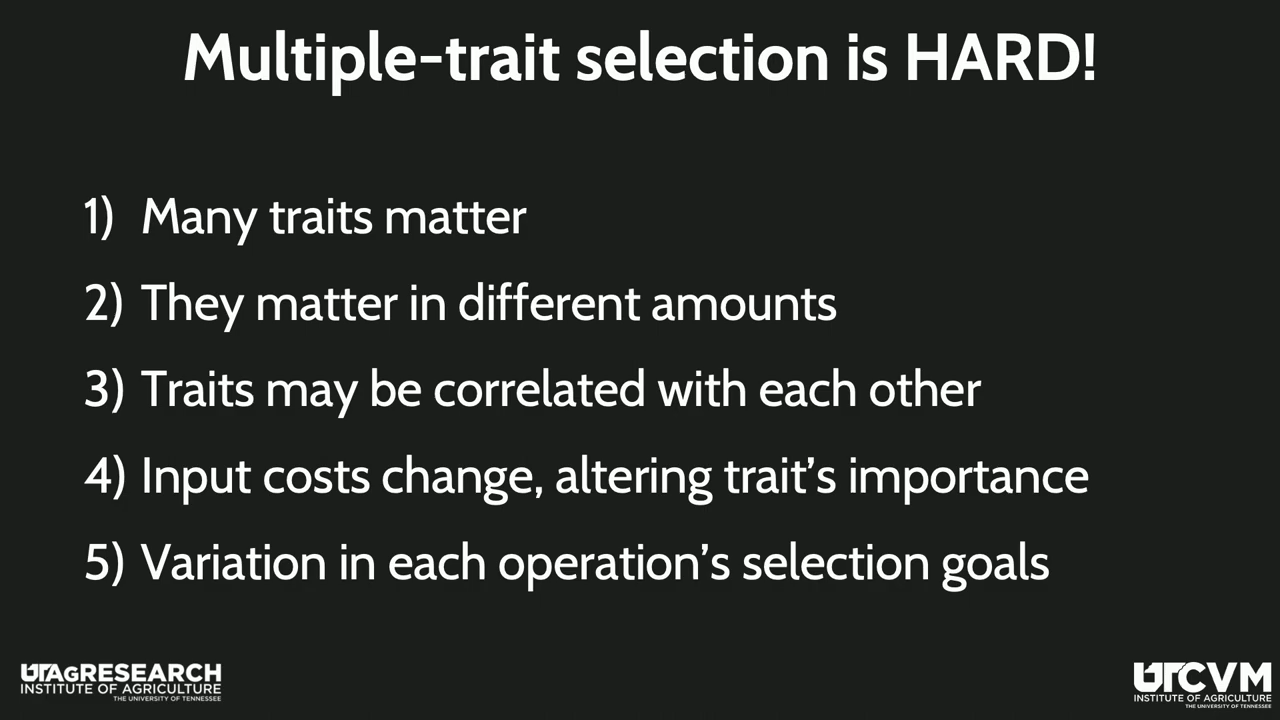 Multiple-trait selection is HARD!
1) Many traits matter
2) They matter in different amounts
3) Traits may be correlated with each other
4) Input costs change, altering trait's importance
5) Variation in each operation's selection goals
UTAGRESEARCH
INSTITUTE OF AGRICULTURE
THE UNIVERSITY OF TENNESSEE
UTCVM
INSTITUTE OF AGRICULTURE
THE UNIVERSITY OF TENNESSEE